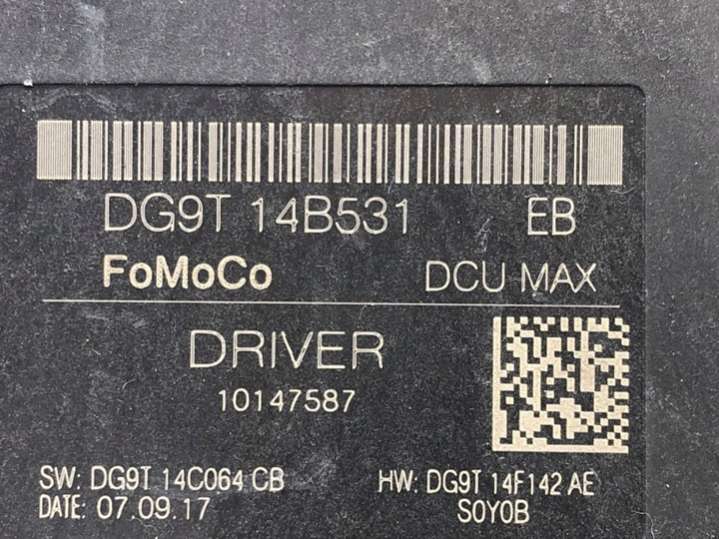 DG9T 14B531 EB
FoMoCo DCU MAX
DRIVER
10147587
SW: DG9T 14C064 CB HW: DG9T 14F142 AE
DATE: 07.09.17 S0Y0B